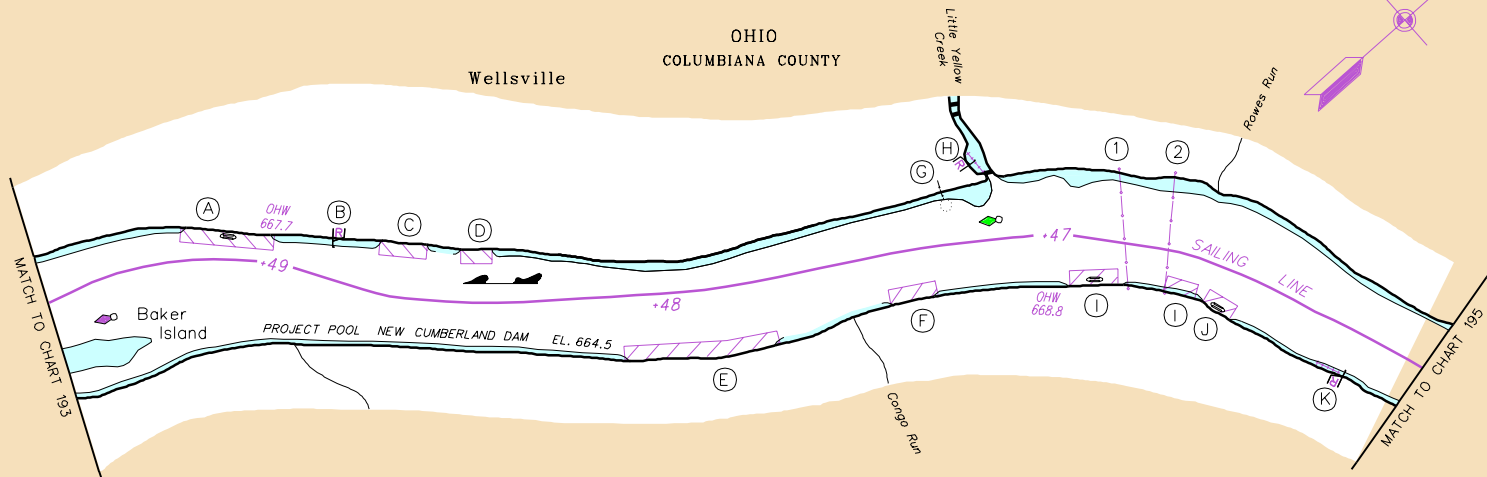 OHIO
COLUMBIANA COUNTY
Wellsville
Little Yellow
Creek
Rowes Run
H
1
2
G
A
OHW
667.7
B
R
C
D
R
+49
+47
SAILING
LINE
+48
MATCH TO CHART 193
Baker
Island
PROJECT POOL NEW CUMBERLAND DAM EL. 664.5
E
F
OHW
668.8
I
I
J
R
K
Congo Run
MATCH TO CHART 195